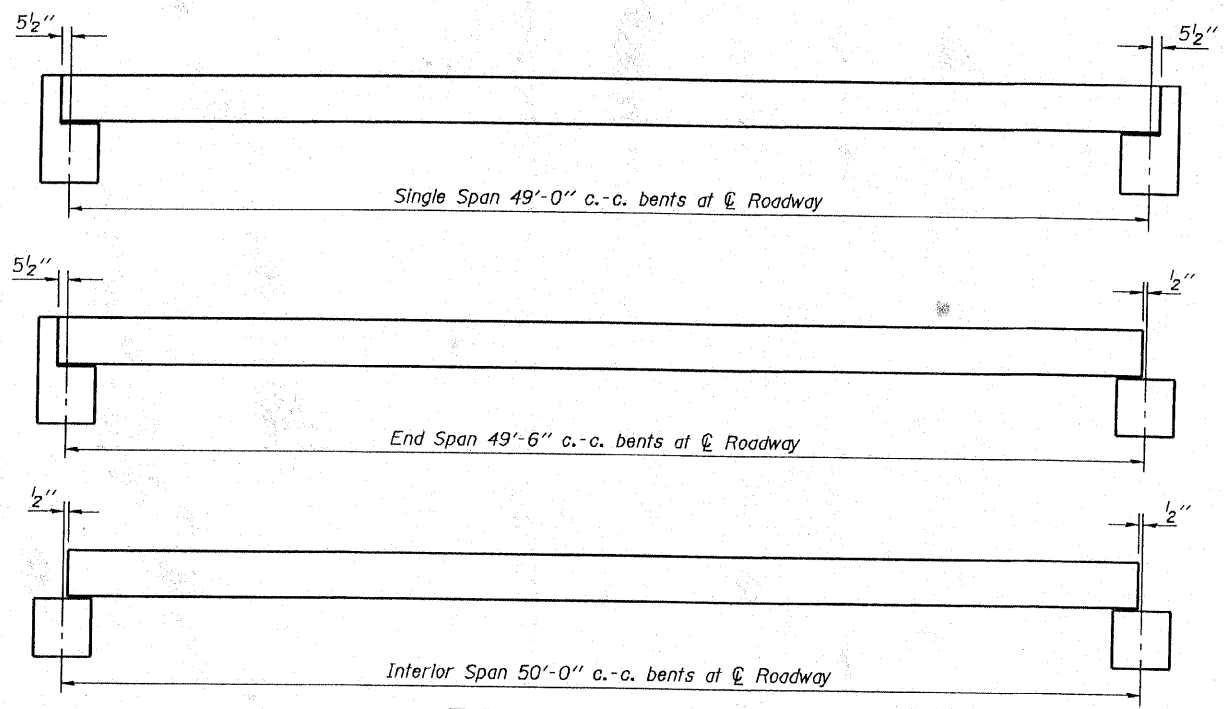 5½" 5½"
Single Span 49'-0" c.-c. bents at ℄ Roadway
5½" ½"
End Span 49'-6" c.-c. bents at ℄ Roadway
½" ½"
Interior Span 50'-0" c.-c. bents at ℄ Roadway